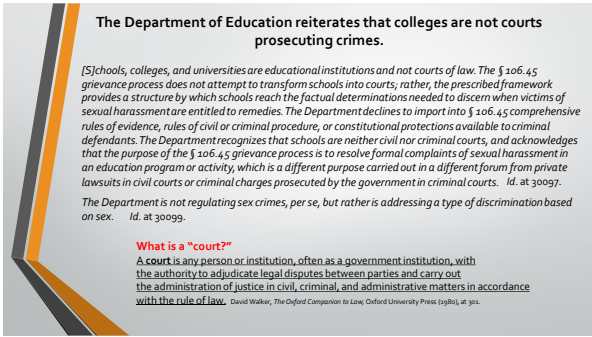 The Department of Education reiterates that colleges are not courts
prosecuting crimes.
[S]chools, colleges, and universities are educational institutions and not courts of law. The § 106.45
grievance process does not attempt to transform schools into courts; rather, the prescribed framework
provides a structure by which schools reach the factual determinations needed to discern when victims of
sexual harassment are entitled to remedies. The Department declines to import into § 106.45 comprehensive
rules of evidence, rules of civil or criminal procedure, or constitutional protections available to criminal
defendants. The Department recognizes that schools are neither civil nor criminal courts, and acknowledges
that the purpose of the § 106.45 grievance process is to resolve formal complaints of sexual harassment in
an education program or activity, which is a different purpose carried out in a different forum from private
lawsuits in civil courts or criminal charges prosecuted by the government in criminal courts. Id. at 30097.
The Department is not regulating sex crimes, per se, but rather is addressing a type of discrimination based
on sex. Id. at 30099.
What is a “court?”
A court is any person or institution, often as a government institution, with
the authority to adjudicate legal disputes between parties and carry out
the administration of justice in civil, criminal, and administrative matters in accordance
with the rule of law. David Walker, The Oxford Companion to Law, Oxford University Press (1980), at 301.